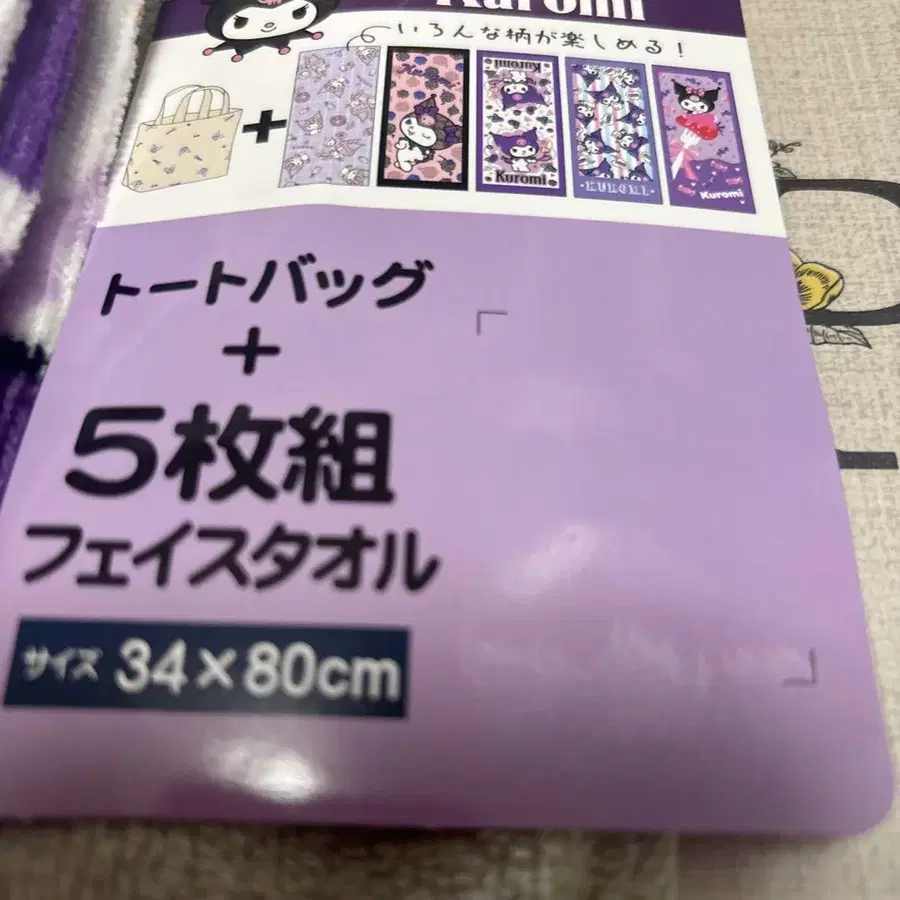 Kuromi
いろんな柄が楽しめる!
+
Kuromi
Kuromi
KUROMI
Kuromi
トートバッグ
+
5枚組
フェイスタオル
サイズ 34×80cm